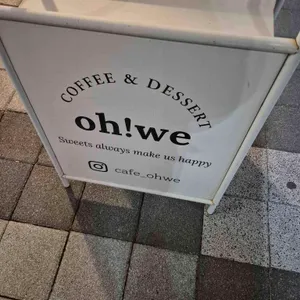 COFFEE & DESSERT
oh!we
Sweets always make us happy
cafe_ohwe